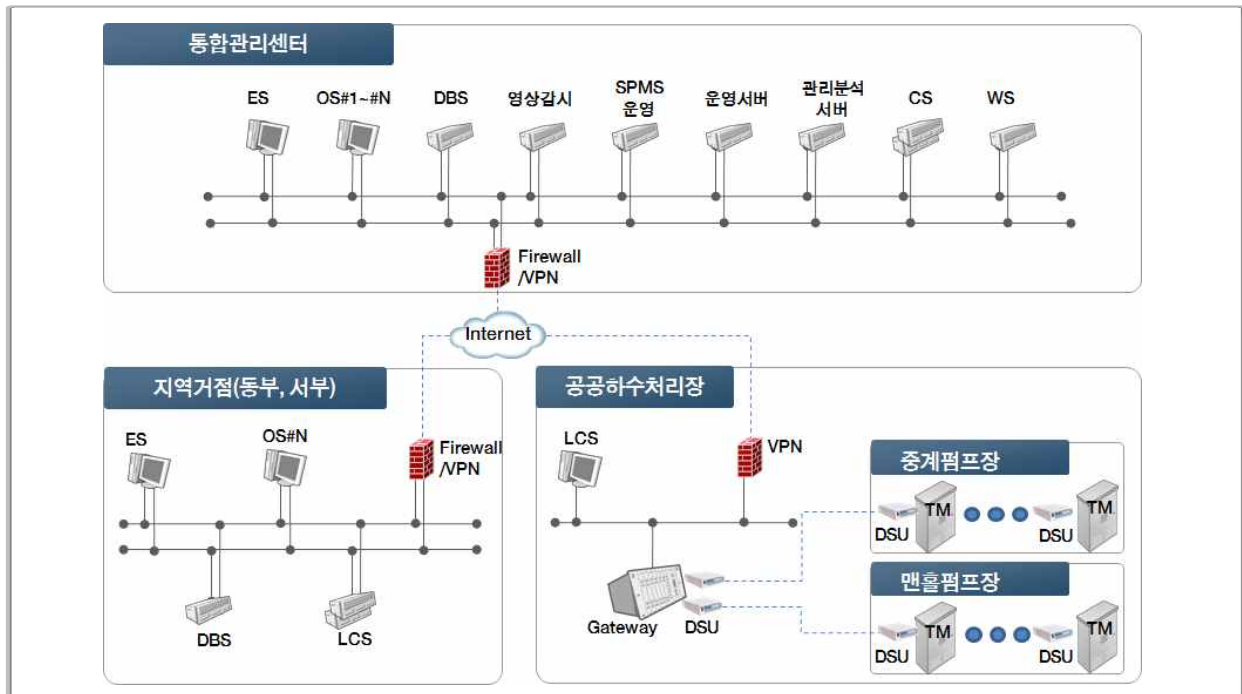 통합관리센터
ES
OS#1~#N
DBS
영상감시
SPMS
운영
운영서버
관리분석
서버
CS
WS
Firewall
/VPN
Internet
지역거점(동부, 서부)
ES
OS#N
Firewall
/VPN
DBS
LCS
공공하수처리장
LCS
VPN
Gateway
DSU
중계펌프장
DSU
TM
DSU
TM
맨홀펌프장
DSU
TM
DSU
TM